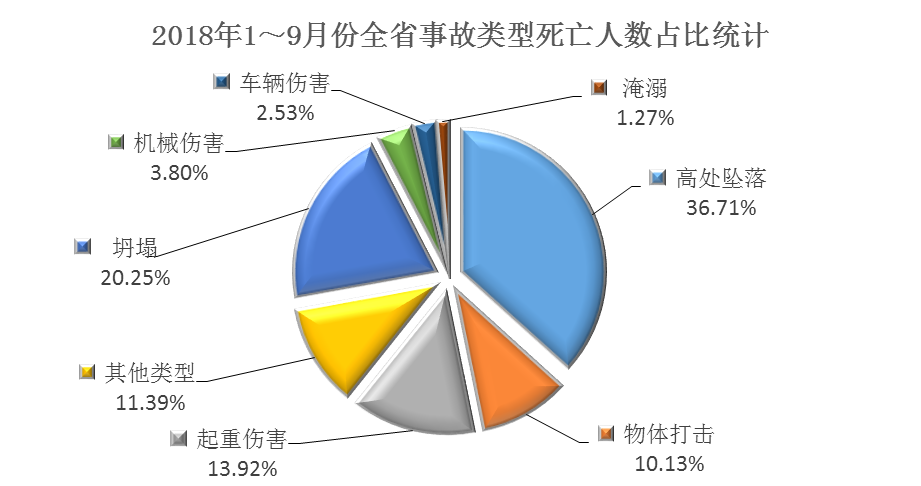 2018年1～9月份全省事故类型死亡人数占比统计
车辆伤害
2.53%
淹溺
1.27%
机械伤害
3.80%
高处坠落
36.71%
坍塌
20.25%
其他类型
11.39%
起重伤害
13.92%
物体打击
10.13%